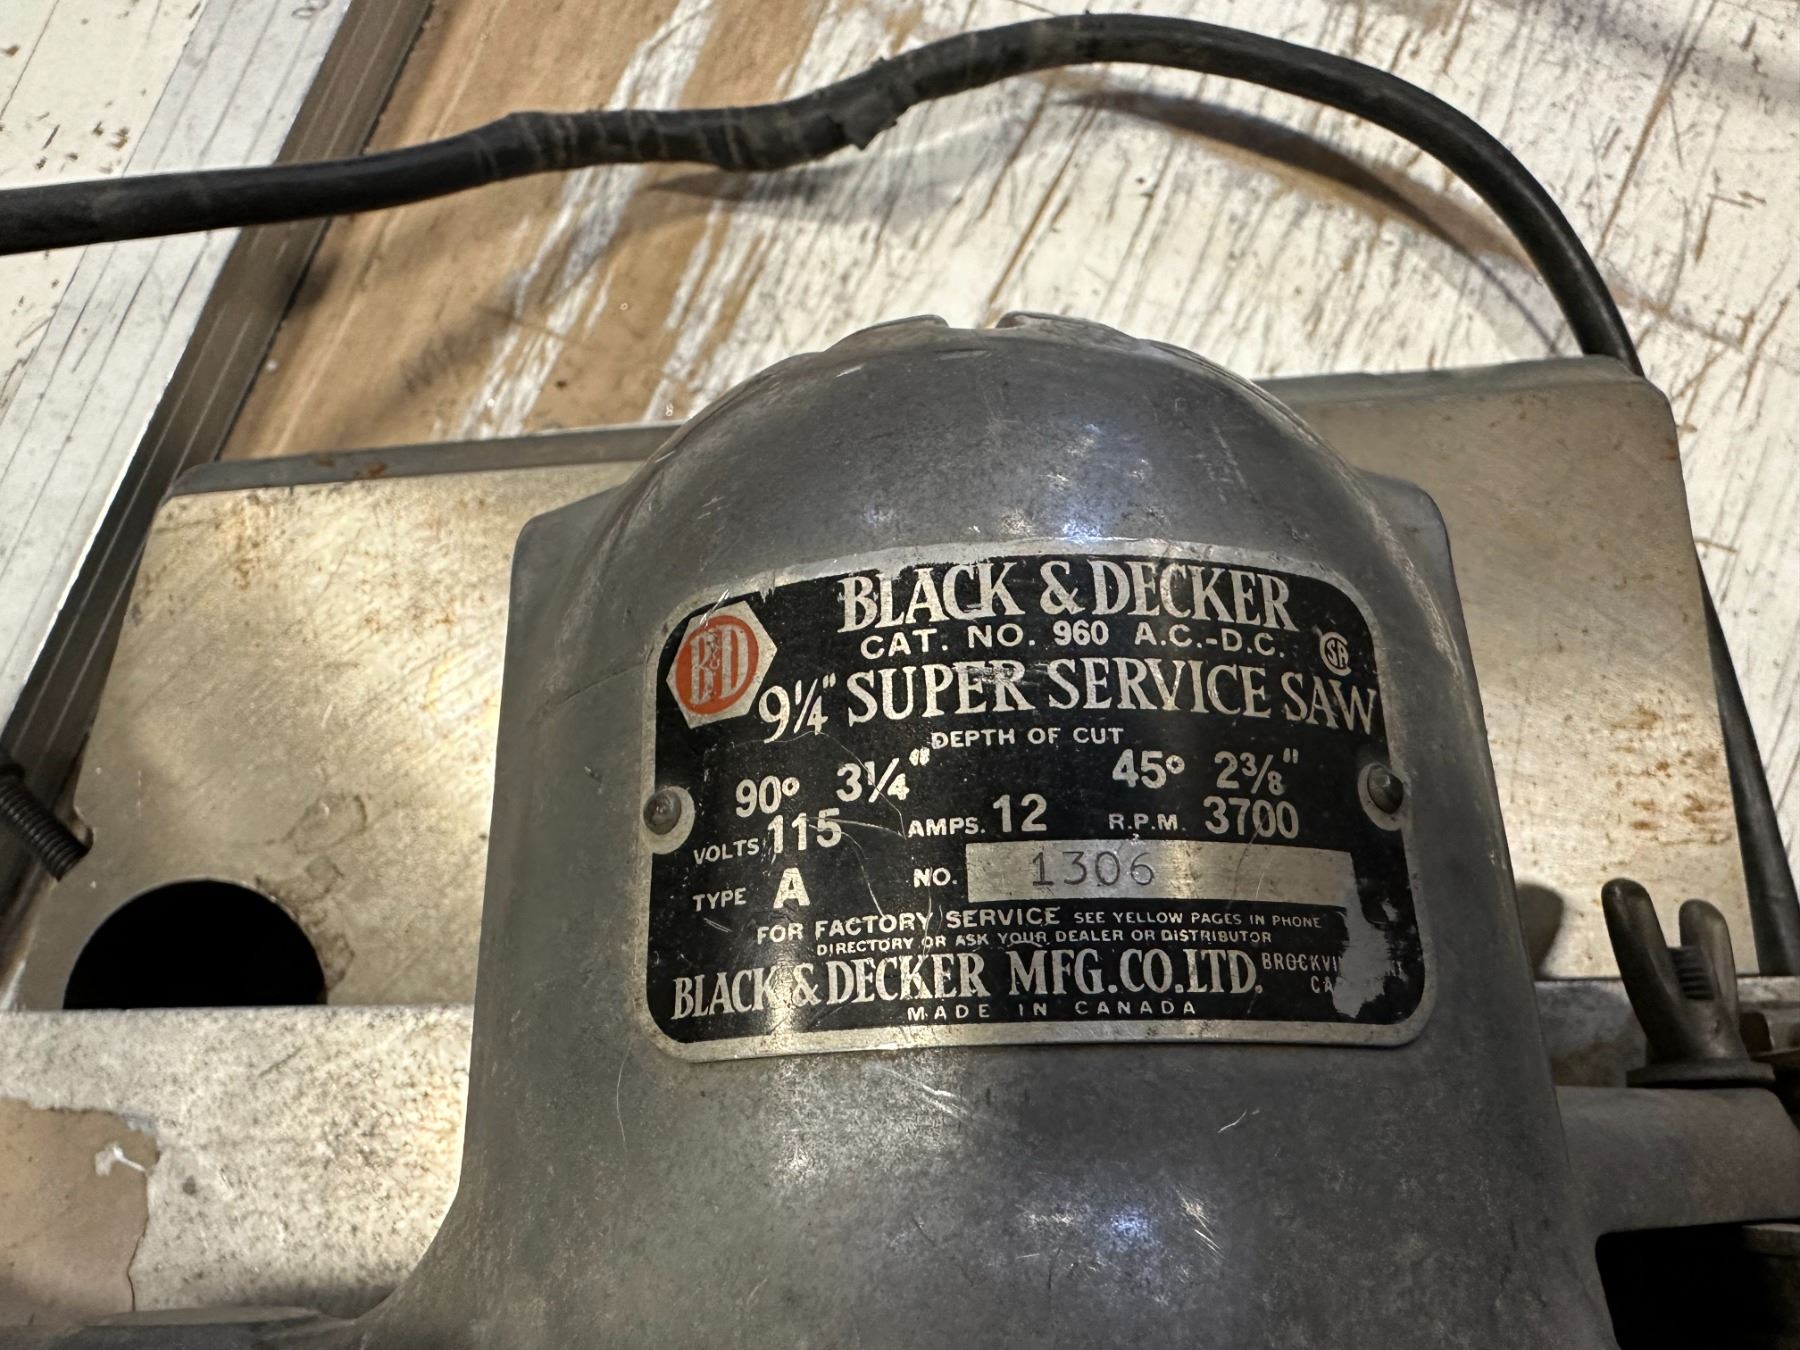 BLACK & DECKER
CAT. NO. 960 A.C.-D.C.
B&D
SA
9¼" SUPER SERVICE SAW
DEPTH OF CUT
90° 3¼" 45° 2⅜"
VOLTS 115 AMPS. 12 R.P.M. 3700
TYPE A NO. 1306
FOR FACTORY SERVICE SEE YELLOW PAGES IN PHONE
DIRECTORY OR ASK YOUR DEALER OR DISTRIBUTOR
BLACK & DECKER MFG. CO. LTD.
MADE IN CANADA